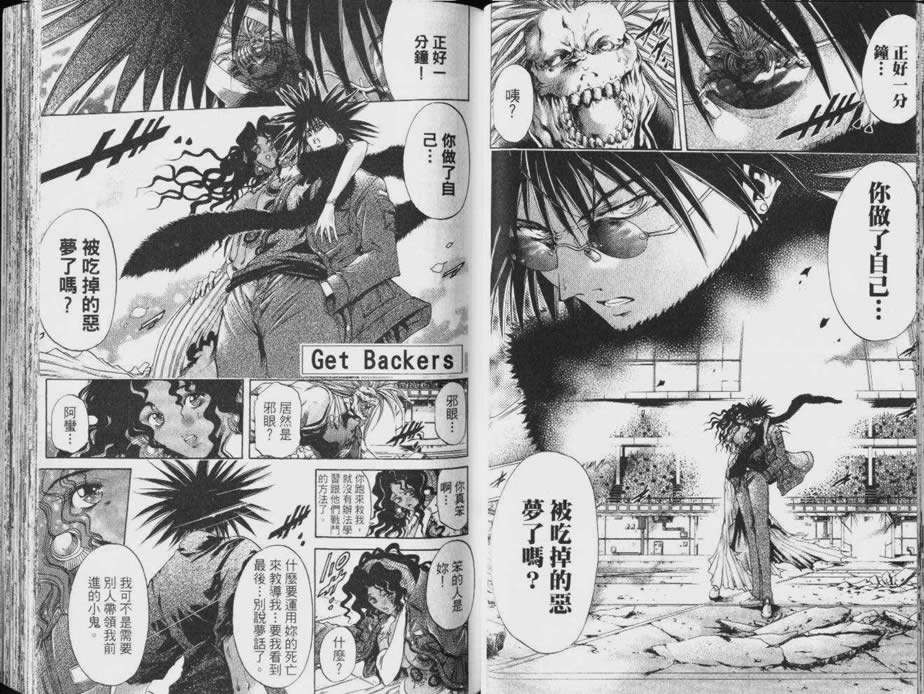 正好一分
鐘…
咦?
你做了自己…
被吃掉的惡
夢了嗎?
正好一
分鐘!
你做了自
己…
被吃掉的惡
夢了嗎?
Get Backers
邪眼…
居然是
邪眼?
阿蠻…
你真笨
啊…
你跑來救我,
就沒有辦法學
習跟他們戰鬥
的方法了。
笨的人是
妳!
什麼?
什麼要運用妳的死亡
來教導我…要我看到
最後…別說夢話了。
我可不是需要
別人帶領我前
進的小鬼。